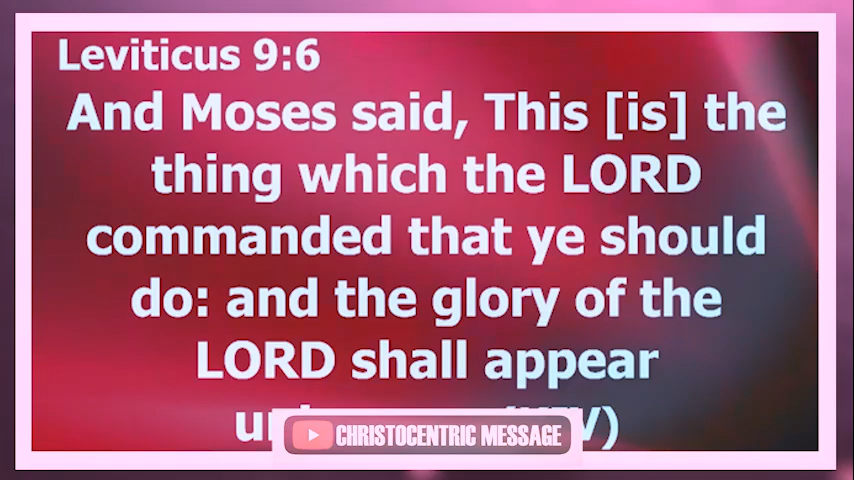 Leviticus 9:6
And Moses said, This [is] the
thing which the LORD
commanded that ye should
do: and the glory of the
LORD shall appear
CHRISTOCENTRIC MESSAGE